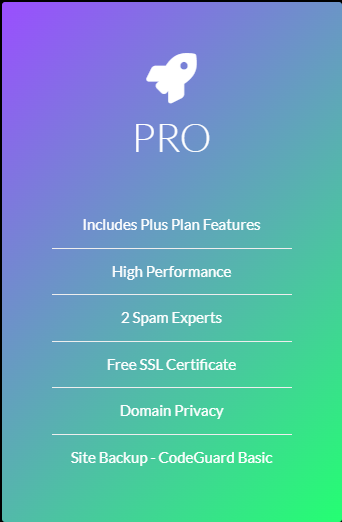 PRO
Includes Plus Plan Features
High Performance
2 Spam Experts
Free SSL Certificate
Domain Privacy
Site Backup - CodeGuard Basic